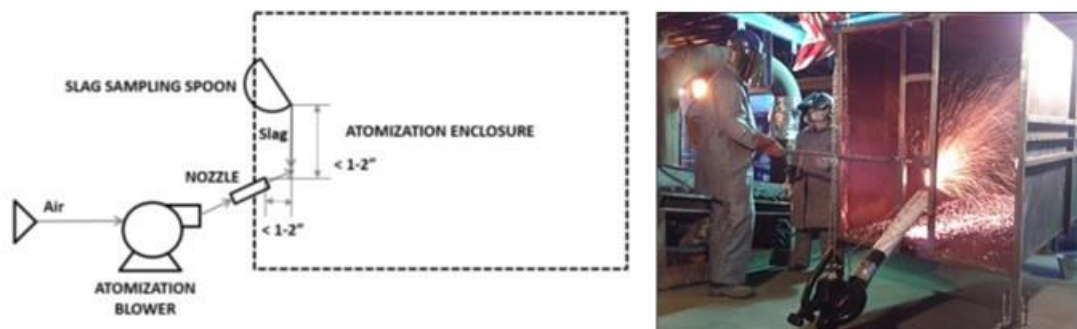 SLAG SAMPLING SPOON
Slag
ATOMIZATION ENCLOSURE
< 1-2"
NOZZLE
Air
< 1-2"
ATOMIZATION
BLOWER